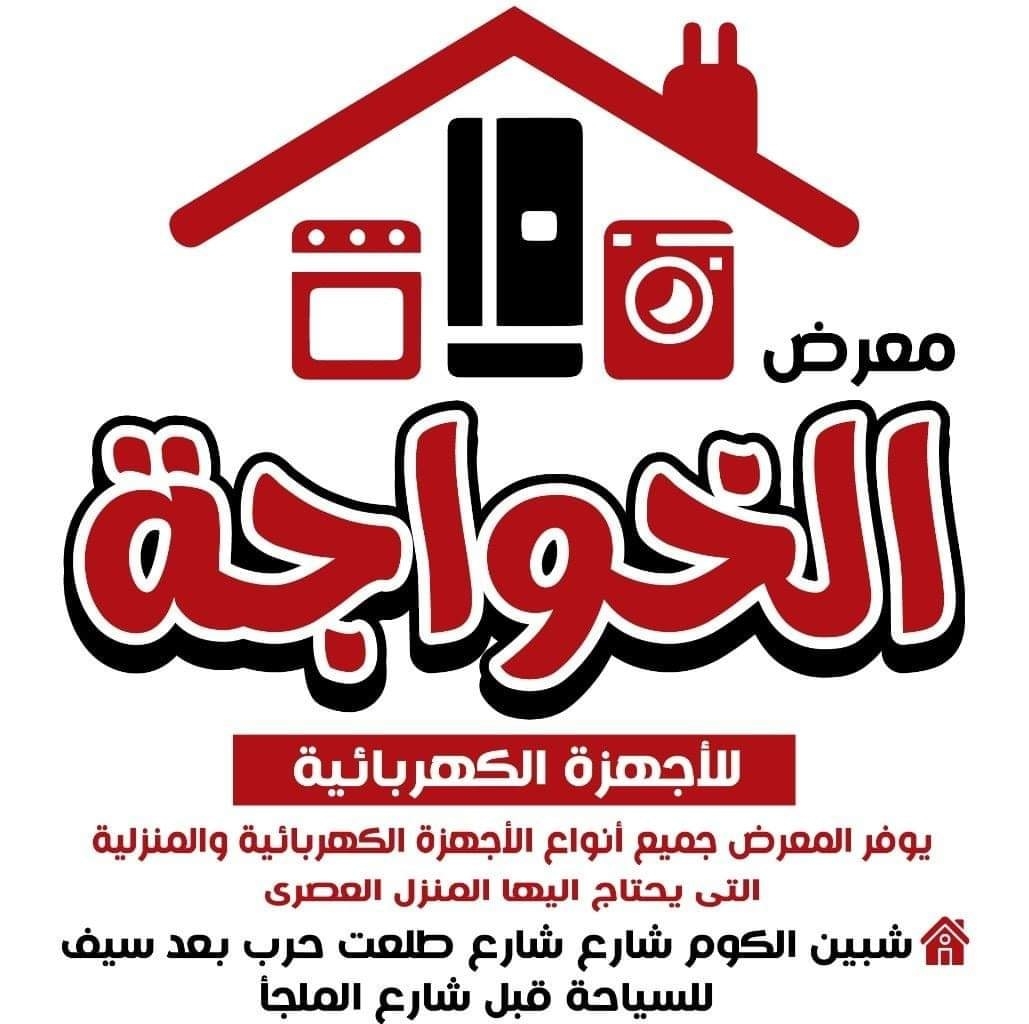 معرض
الخواجة
للأجهزة الكهربائية
يوفر المعرض جميع أنواع الأجهزة الكهربائية والمنزلية
التى يحتاج اليها المنزل العصرى
شبين الكوم شارع شارع طلعت حرب بعد سيف
للسياحة قبل شارع الملجأ